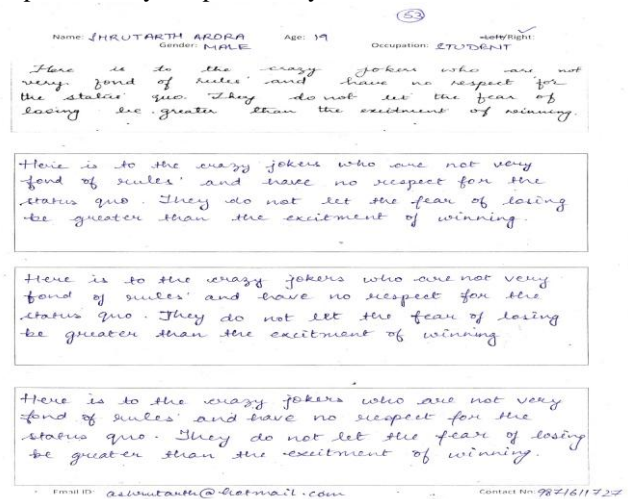 53
Name: SHRUTARTH ARORA Age: 19 Left/Right:
Gender: MALE Occupation: STUDENT
Here is to the crazy jokers who are not
very fond of rules' and have no respect for
the status quo. They do not let the fear of
losing be greater than the excitment of winning.
Here is to the crazy jokers who are not very
fond of rules' and have no respect for the
status quo. They do not let the fear of losing
be greater than the excitment of winning.
Here is to the crazy jokers who are not very
fond of rules' and have no respect for the
status quo. They do not let the fear of losing
be greater than the excitment of winning
Here is to the crazy jokers who are not very
fond of rules' and have no respect for the
status quo. They do not let the fear of losing
be greater than the excitment of winning.
Email ID: ashrutarth@hotmail.com Contact No: 9871611727